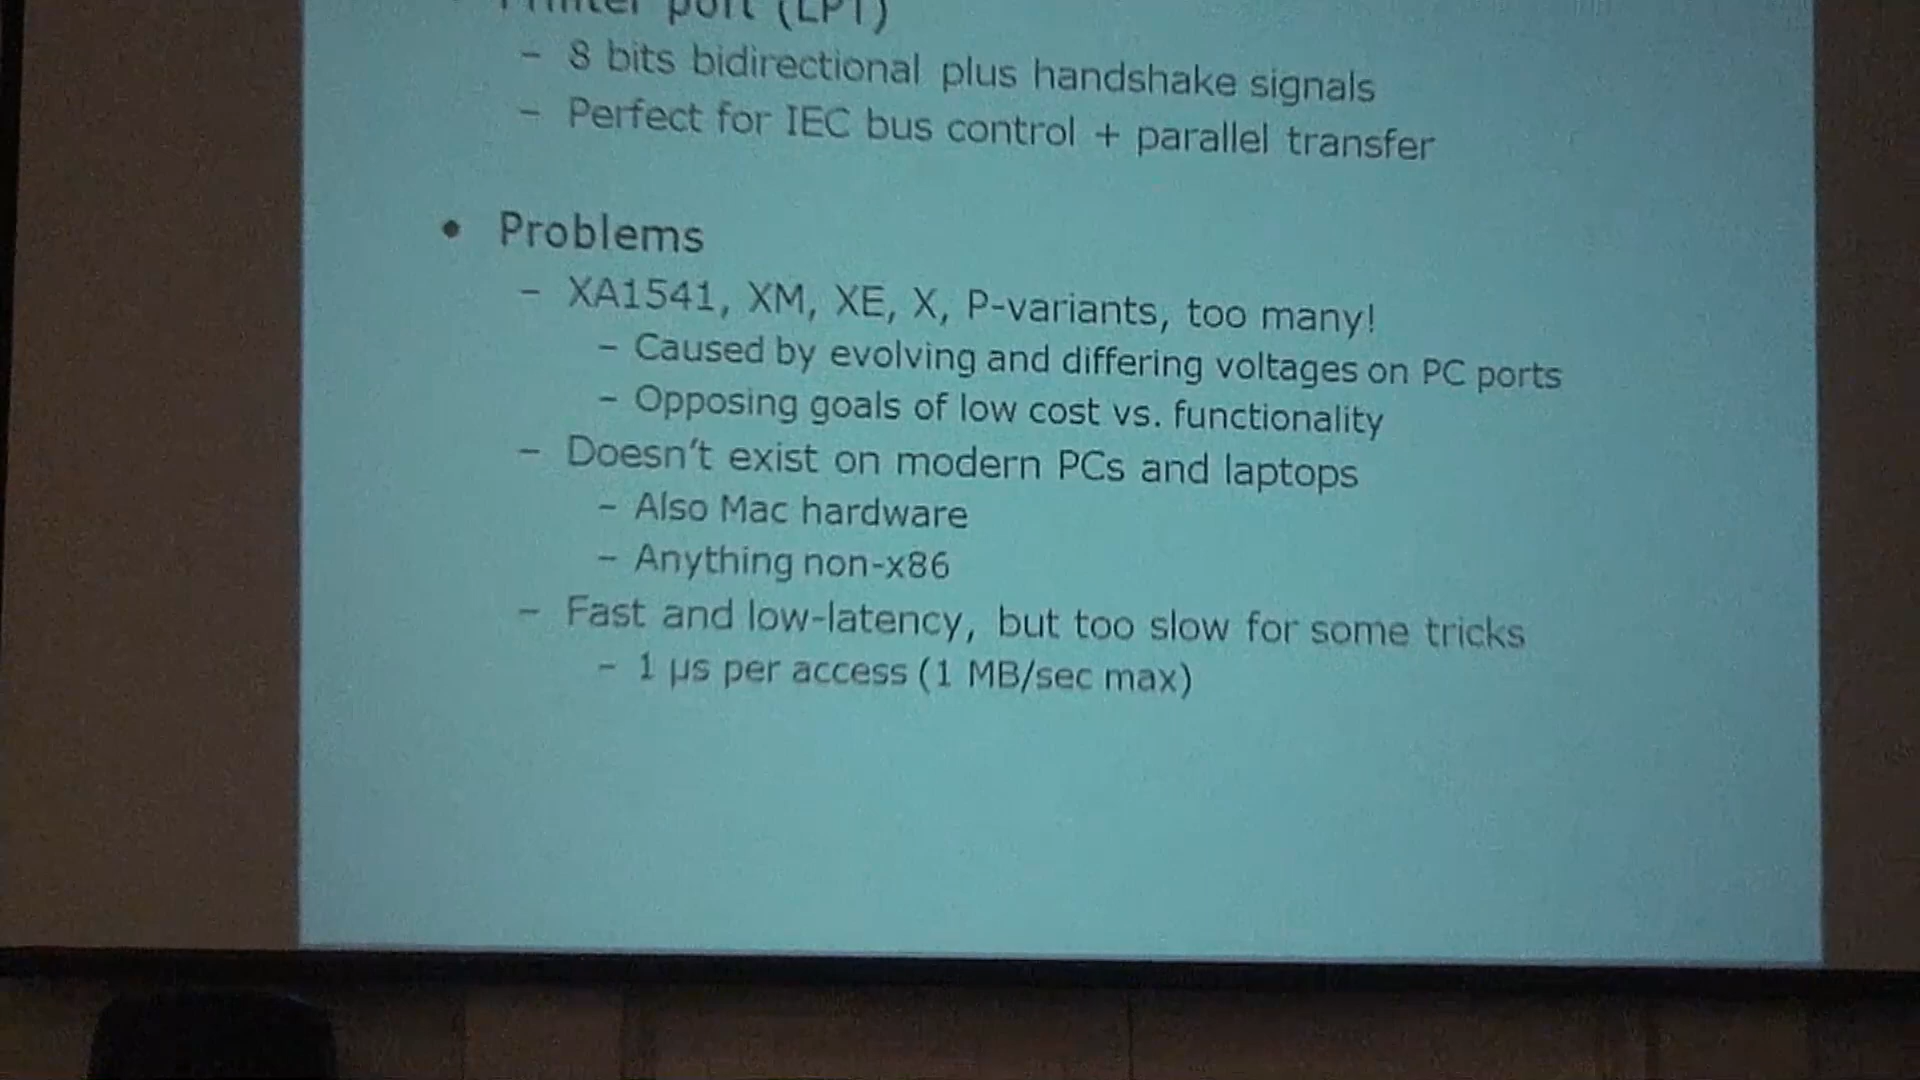 Printer port (LPT)
– 8 bits bidirectional plus handshake signals
– Perfect for IEC bus control + parallel transfer
• Problems
– XA1541, XM, XE, X, P-variants, too many!
– Caused by evolving and differing voltages on PC ports
– Opposing goals of low cost vs. functionality
– Doesn’t exist on modern PCs and laptops
– Also Mac hardware
– Anything non-x86
– Fast and low-latency, but too slow for some tricks
– 1 µs per access (1 MB/sec max)